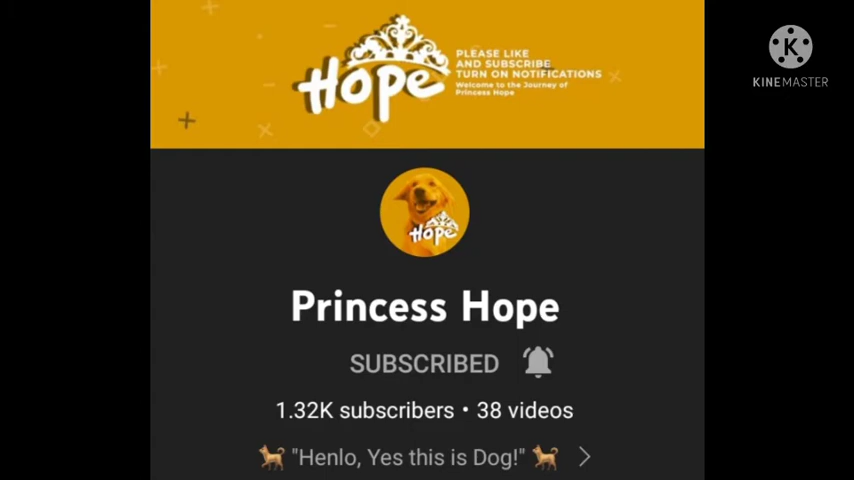 Hope
PLEASE LIKE
AND SUBSCRIBE
TURN ON NOTIFICATIONS
Welcome to the Journey of
Princess Hope
K
KINEMASTER
Hope
Princess Hope
SUBSCRIBED
1.32K subscribers • 38 videos
🐕 "Henlo, Yes this is Dog!" 🐕